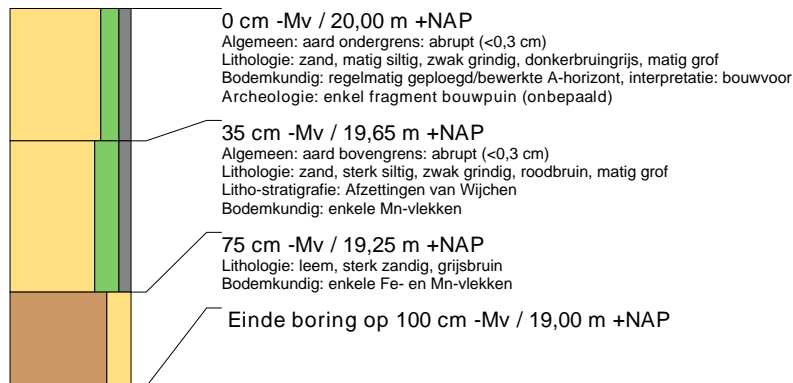 0 cm -Mv / 20,00 m +NAP
Algemeen: aard ondergrens: abrupt (<0,3 cm)
Lithologie: zand, matig siltig, zwak grindig, donkerbruingrijs, matig grof
Bodemkundig: regelmatig geploegd/bewerkte A-horizont, interpretatie: bouwvoor
Archeologie: enkel fragment bouwpuin (onbepaald)
35 cm -Mv / 19,65 m +NAP
Algemeen: aard bovengrens: abrupt (<0,3 cm)
Lithologie: zand, sterk siltig, zwak grindig, roodbruin, matig grof
Litho-stratigrafie: Afzettingen van Wijchen
Bodemkundig: enkele Mn-vlekken
75 cm -Mv / 19,25 m +NAP
Lithologie: leem, sterk zandig, grijsbruin
Bodemkundig: enkele Fe- en Mn-vlekken
Einde boring op 100 cm -Mv / 19,00 m +NAP